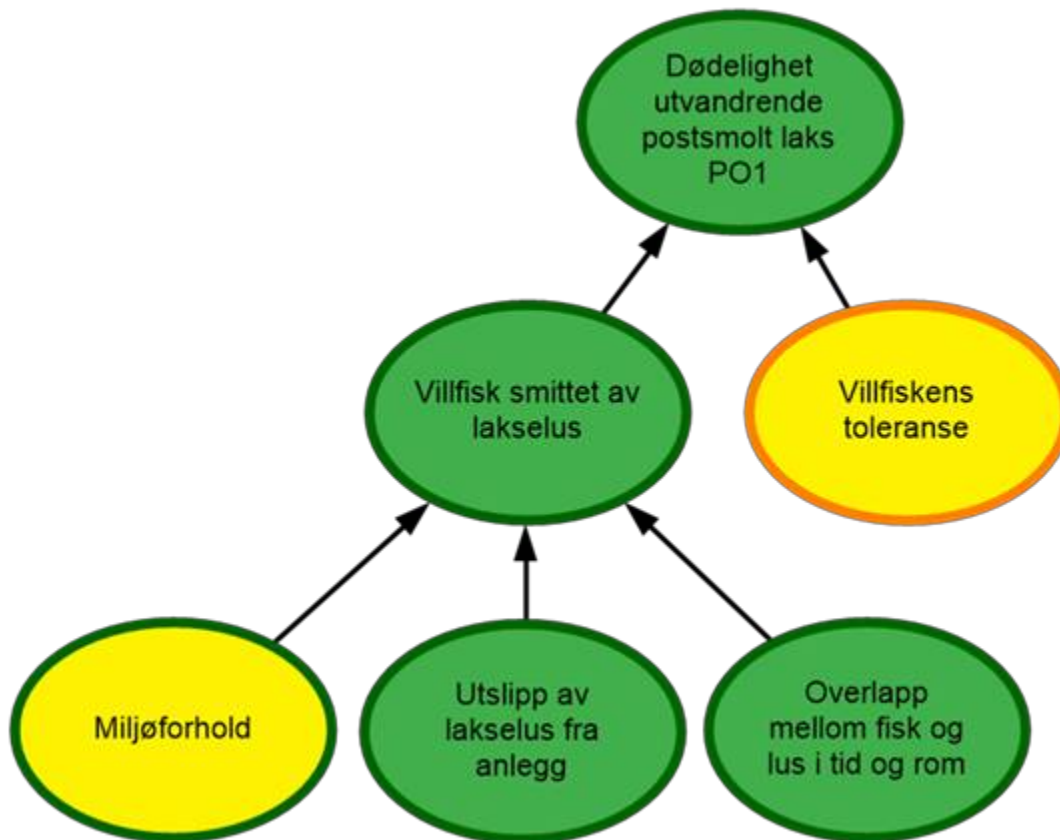 Dødelighet
utvandrende
postsmolt laks
PO1
Villfisk smittet av
lakselus
Villfiskens
toleranse
Miljøforhold
Utslipp av
lakselus fra
anlegg
Overlapp
mellom fisk og
lus i tid og rom